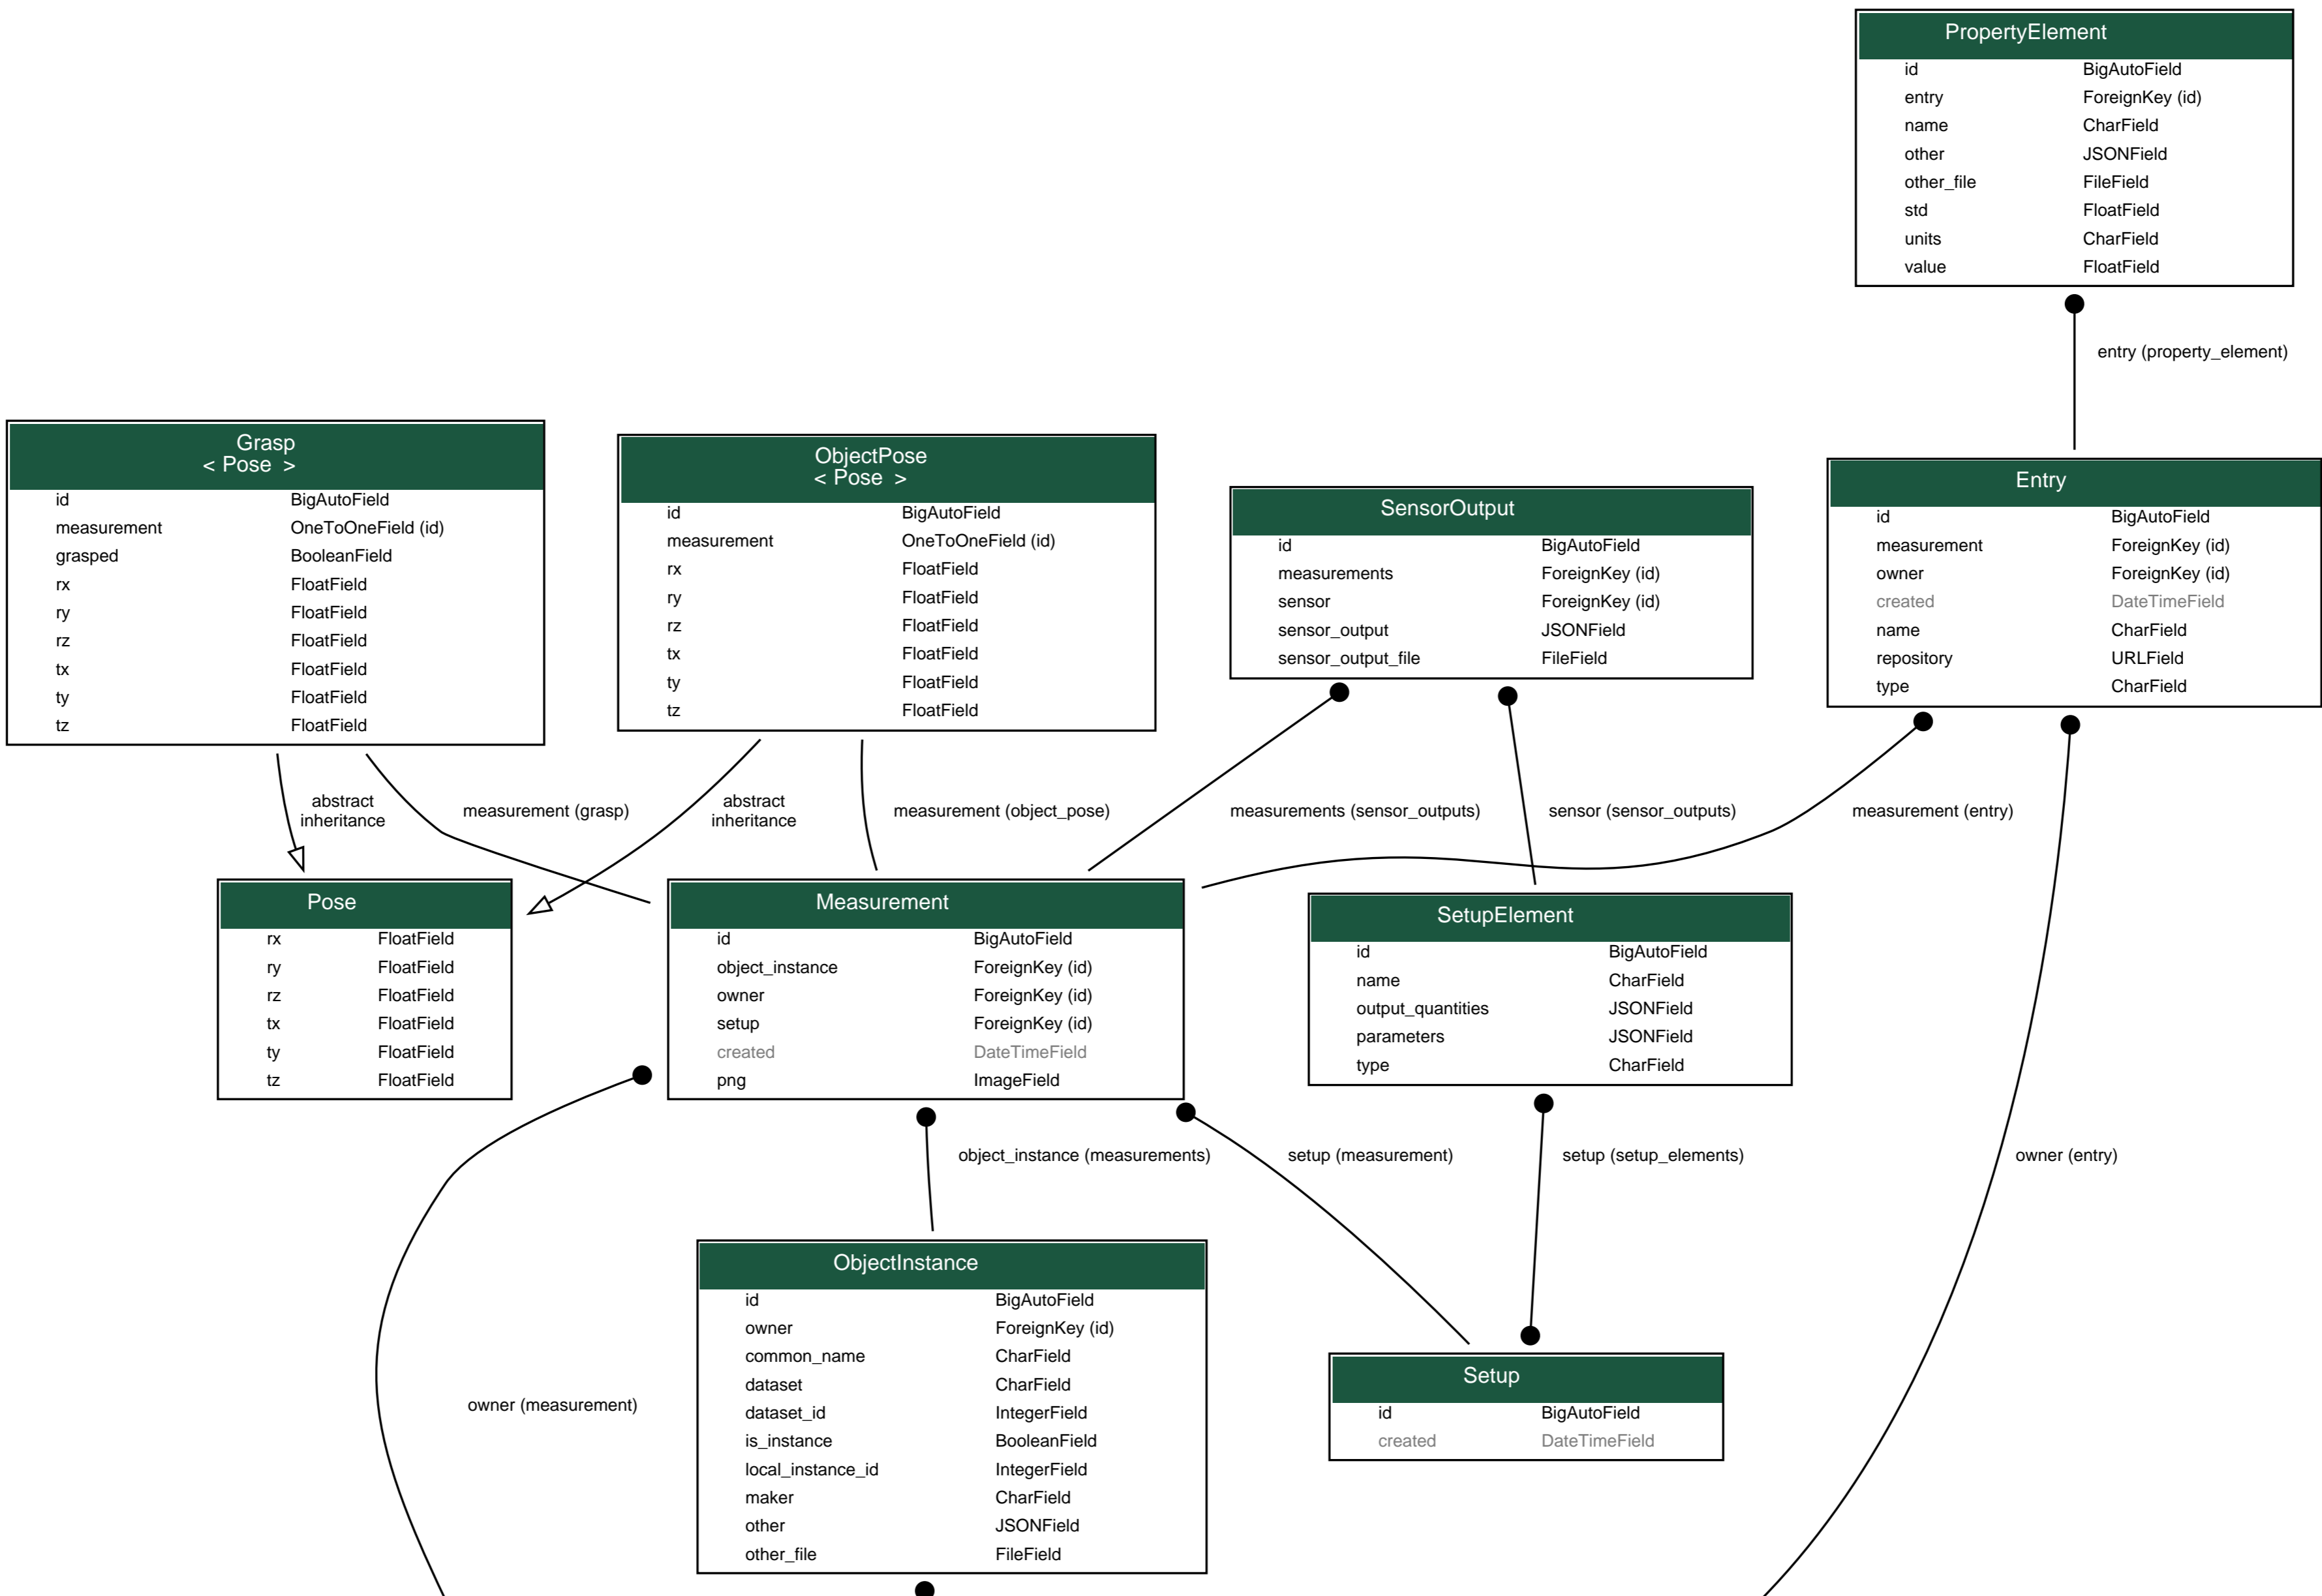 PropertyElement
id BigAutoField
entry ForeignKey (id)
name CharField
other JSONField
other_file FileField
std FloatField
units CharField
value FloatField
entry (property_element)
Grasp
< Pose >
id BigAutoField
measurement OneToOneField (id)
grasped BooleanField
rx FloatField
ry FloatField
rz FloatField
tx FloatField
ty FloatField
tz FloatField
ObjectPose
< Pose >
id BigAutoField
measurement OneToOneField (id)
rx FloatField
ry FloatField
rz FloatField
tx FloatField
ty FloatField
tz FloatField
SensorOutput
id BigAutoField
measurements ForeignKey (id)
sensor ForeignKey (id)
sensor_output JSONField
sensor_output_file FileField
Entry
id BigAutoField
measurement ForeignKey (id)
owner ForeignKey (id)
created DateTimeField
name CharField
repository URLField
type CharField
abstract
inheritance
measurement (grasp)
abstract
inheritance
measurement (object_pose)
measurements (sensor_outputs)
sensor (sensor_outputs)
measurement (entry)
Pose
rx FloatField
ry FloatField
rz FloatField
tx FloatField
ty FloatField
tz FloatField
Measurement
id BigAutoField
object_instance ForeignKey (id)
owner ForeignKey (id)
setup ForeignKey (id)
created DateTimeField
png ImageField
SetupElement
id BigAutoField
name CharField
output_quantities JSONField
parameters JSONField
type CharField
object_instance (measurements)
setup (measurement)
setup (setup_elements)
owner (entry)
ObjectInstance
id BigAutoField
owner ForeignKey (id)
common_name CharField
dataset CharField
dataset_id IntegerField
is_instance BooleanField
local_instance_id IntegerField
maker CharField
other JSONField
other_file FileField
Setup
id BigAutoField
created DateTimeField
owner (measurement)